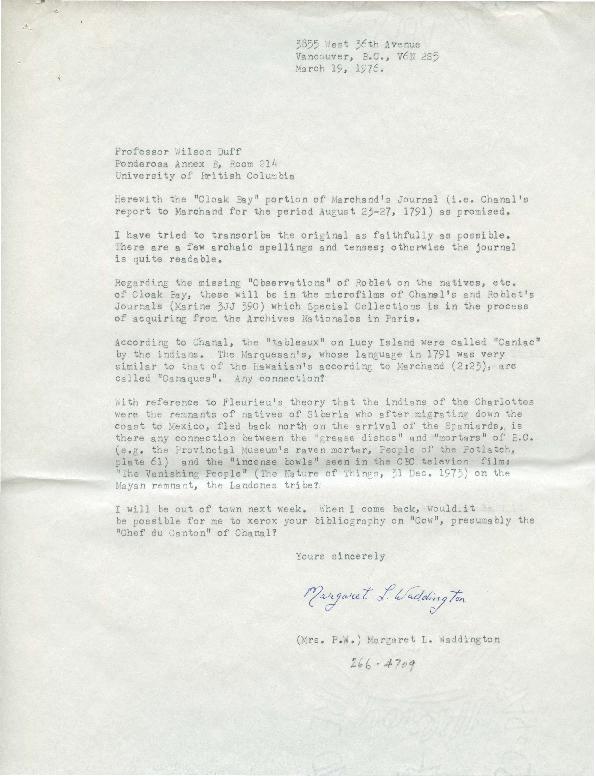 3855 West 36th Avenue
Vancouver, B.C., V6N 2S5
March 19, 1976.
Professor Wilson Duff
Ponderosa Annex B, Room 214
University of British Columbia
Herewith the "Cloak Bay" portion of Marchand's Journal (i.e. Chanal's
report to Marchand for the period August 23-27, 1791) as promised.
I have tried to transcribe the original as faithfully as possible.
There are a few archaic spellings and tenses; otherwise the journal
is quite readable.
Regarding the missing "Observations" of Roblet on the natives, etc.
of Cloak Bay, these will be in the microfilms of Chanal's and Roblet's
Journals (Marine 3JJ 390) which Special Collections is in the process
of acquiring from the Archives Nationales in Paris.
According to Chanal, the "tableaux" on Lucy Island were called "Caniac"
by the indians. The Marquesan's, whose language in 1791 was very
similar to that of the Hawaiian's according to Marchand (2:23), are
called "Canaques". Any connection?
With reference to Fleurieu's theory that the indians of the Charlottes
were the remnants of natives of Siberia who after migrating down the
coast to Mexico, fled back north on the arrival of the Spaniards, is
there any connection between the "grease dishes" and "mortars" of B.C.
(e.g. the Provincial Museum's raven mortar, People of the Potlatch,
plate 61) and the "incense bowls" seen in the CBC televion film:
"The Vanishing People" (The Nature of Things, 31 Dec. 1973) on the
Mayan remnant, the Landones tribe?
I will be out of town next week. When I come back, would it
be possible for me to xerox your bibliography on "Cow", presumably the
"Chef du Canton" of Chanal?
Yours sincerely
Margaret L. Waddington
(Mrs. P.W.) Margaret L. Waddington
266-4709